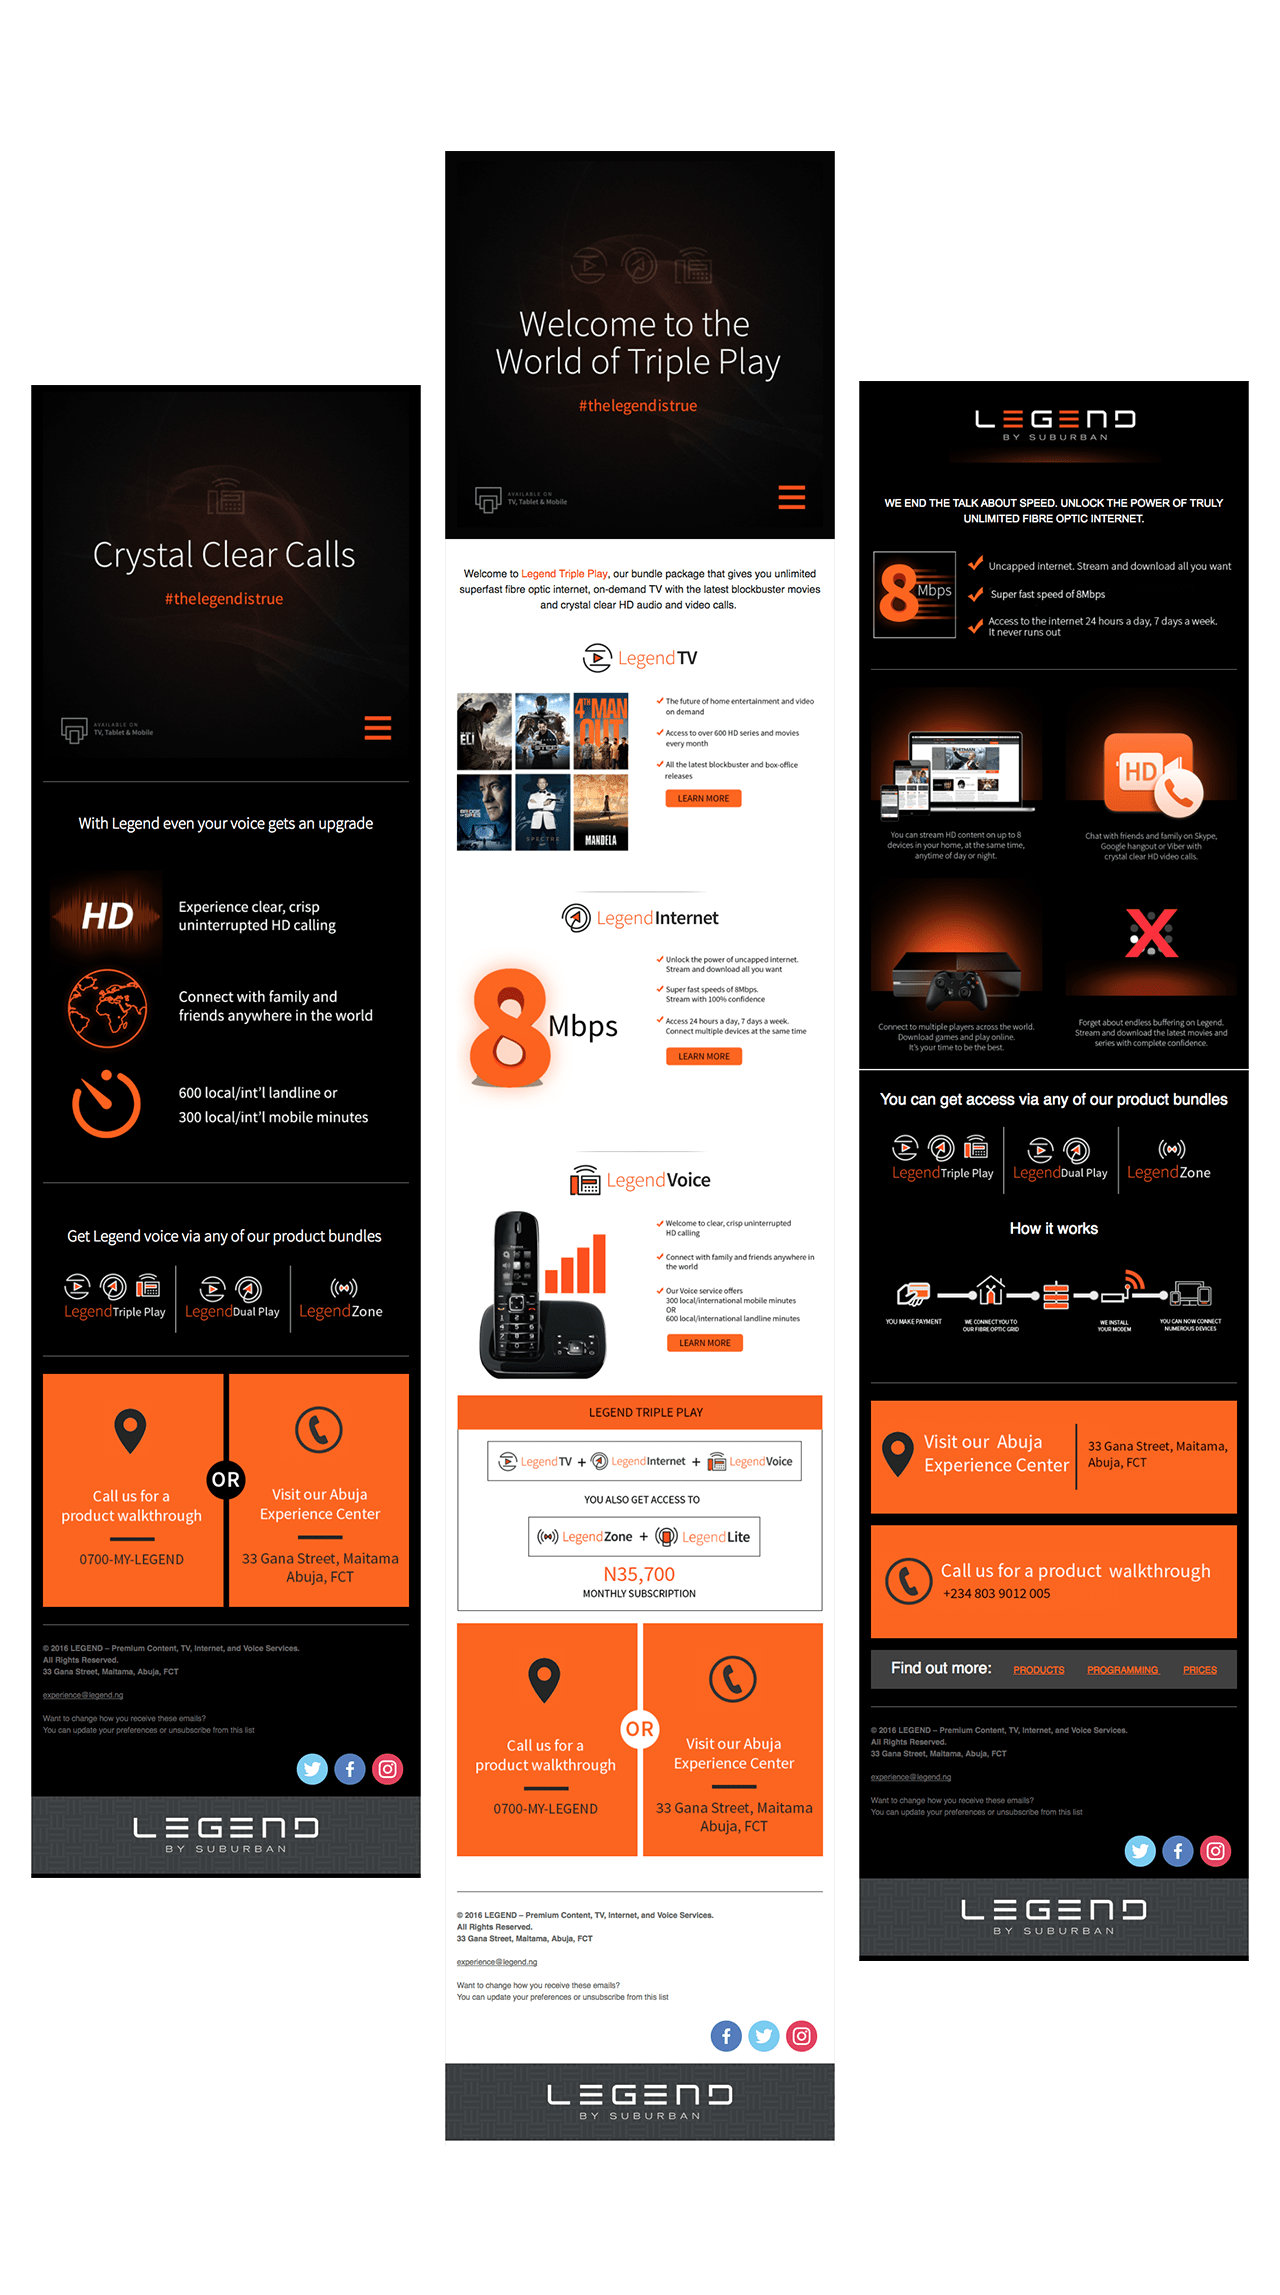 Crystal Clear Calls
#thelegendistrue
AVAILABLE ON
TV, Tablet & Mobile
With Legend even your voice gets an upgrade
HD
Experience clear, crisp
uninterrupted HD calling
Connect with family and
friends anywhere in the world
600 local/int'l landline or
300 local/int'l mobile minutes
Get Legend voice via any of our product bundles
LegendTriple Play
LegendDual Play
LegendZone
Call us for a
product walkthrough
0700-MY-LEGEND
OR
Visit our Abuja
Experience Center
33 Gana Street, Maitama
Abuja, FCT
© 2016 LEGEND – Premium Content, TV, Internet, and Voice Services.
All Rights Reserved.
33 Gana Street, Maitama, Abuja, FCT
experience@legend.ng
Want to change how you receive these emails?
You can update your preferences or unsubscribe from this list
LEGEND
BY SUBURBAN
Welcome to the
World of Triple Play
#thelegendistrue
AVAILABLE ON
TV, Tablet & Mobile
Welcome to Legend Triple Play, our bundle package that gives you unlimited
superfast fibre optic internet, on-demand TV with the latest blockbuster movies
and crystal clear HD audio and video calls.
LegendTV
ELI
4TH MAN
OUT
BRIDGE OF SPIES
SPECTRE
MANDELA
The future of home entertainment and video
on demand
Access to over 600 HD series and movies
every month
All the latest blockbuster and box-office
releases
LEARN MORE
LegendInternet
8 Mbps
Unlock the power of uncapped internet.
Stream and download all you want
Super fast speeds of 8Mbps.
Stream with 100% confidence
Access 24 hours a day, 7 days a week.
Connect multiple devices at the same time
LEARN MORE
LegendVoice
Welcome to clear, crisp uninterrupted
HD calling
Connect with family and friends anywhere in
the world
Our Voice service offers
300 local/international mobile minutes
OR
600 local/international landline minutes
LEARN MORE
LEGEND TRIPLE PLAY
LegendTV + LegendInternet + LegendVoice
YOU ALSO GET ACCESS TO
LegendZone + LegendLite
N35,700
MONTHLY SUBSCRIPTION
Call us for a
product walkthrough
0700-MY-LEGEND
OR
Visit our Abuja
Experience Center
33 Gana Street, Maitama
Abuja, FCT
© 2016 LEGEND – Premium Content, TV, Internet, and Voice Services.
All Rights Reserved.
33 Gana Street, Maitama, Abuja, FCT
experience@legend.ng
Want to change how you receive these emails?
You can update your preferences or unsubscribe from this list
LEGEND
BY SUBURBAN
LEGEND
BY SUBURBAN
WE END THE TALK ABOUT SPEED. UNLOCK THE POWER OF TRULY
UNLIMITED FIBRE OPTIC INTERNET.
8 Mbps
Uncapped internet. Stream and download all you want
Super fast speed of 8Mbps
Access to the internet 24 hours a day, 7 days a week.
It never runs out
You can stream HD content on up to 8
devices in your home, at the same time,
anytime of day or night.
HD
Chat with friends and family on Skype,
Google hangout or Viber with
crystal clear HD video calls.
Connect to multiple players across the world.
Download games and play online.
It's your time to be the best.
Forget about endless buffering on Legend.
Stream and download the latest movies and
series with complete confidence.
You can get access via any of our product bundles
LegendTriple Play
LegendDual Play
LegendZone
How it works
YOU MAKE PAYMENT
WE CONNECT YOU TO
OUR FIBRE OPTIC GRID
WE INSTALL
YOUR MODEM
YOU CAN NOW CONNECT
NUMEROUS DEVICES
Visit our Abuja
Experience Center
33 Gana Street, Maitama,
Abuja, FCT
Call us for a product walkthrough
+234 803 9012 005
Find out more: PRODUCTS PROGRAMMING PRICES
© 2016 LEGEND – Premium Content, TV, Internet, and Voice Services.
All Rights Reserved.
33 Gana Street, Maitama, Abuja, FCT
experience@legend.ng
Want to change how you receive these emails?
You can update your preferences or unsubscribe from this list
LEGEND
BY SUBURBAN